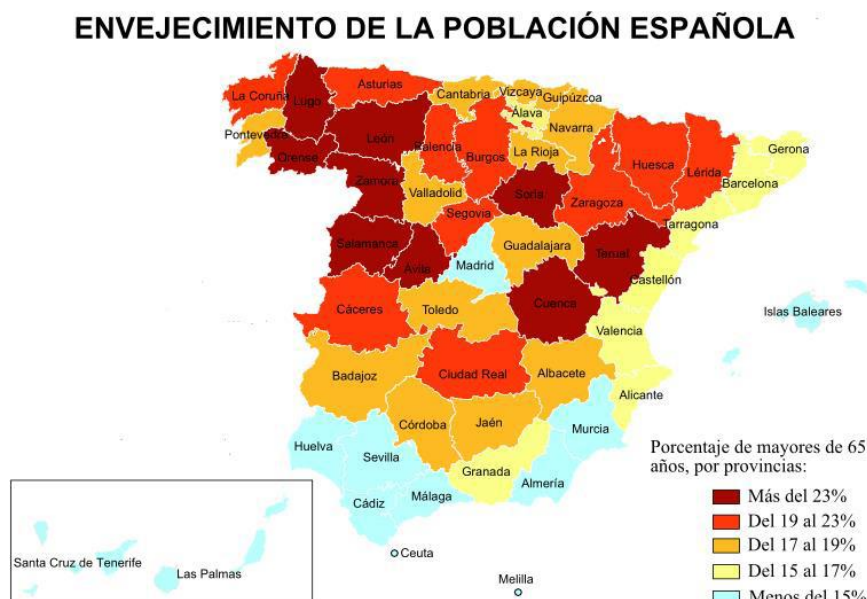 ENVEJECIMIENTO DE LA POBLACIÓN ESPAÑOLA
La Coruña
Lugo
Asturias
Cantabria
Vizcaya
Guipúzcoa
Álava
Navarra
Pontevedra
Orense
León
Palencia
Burgos
La Rioja
Huesca
Lérida
Gerona
Barcelona
Zamora
Valladolid
Soria
Zaragoza
Tarragona
Segovia
Salamanca
Ávila
Madrid
Guadalajara
Teruel
Castellón
Cáceres
Toledo
Cuenca
Valencia
Islas Baleares
Badajoz
Ciudad Real
Albacete
Alicante
Córdoba
Jaén
Murcia
Huelva
Sevilla
Granada
Almería
Cádiz
Málaga
Ceuta
Melilla
Santa Cruz de Tenerife
Las Palmas
Porcentaje de mayores de 65
años, por provincias:
Más del 23%
Del 19 al 23%
Del 17 al 19%
Del 15 al 17%
Menos del 15%